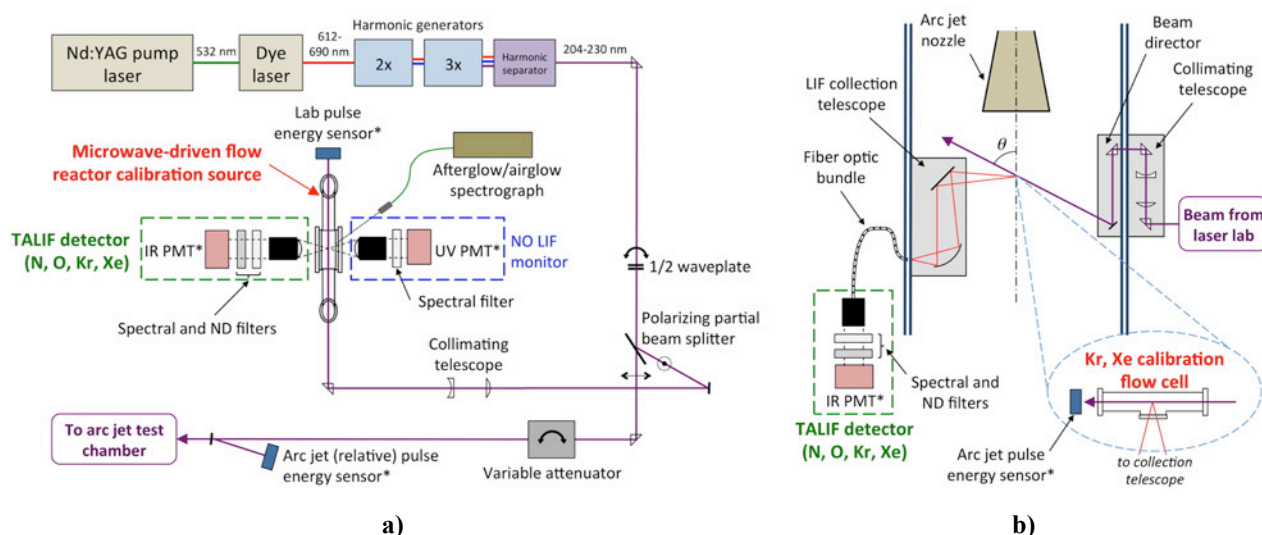 Nd:YAG pump
laser
532 nm
Dye
laser
612-
690 nm
Harmonic generators
2x
3x
Harmonic
separator
204-230 nm
Lab pulse
energy sensor*
Microwave-driven flow
reactor calibration source
Afterglow/airglow
spectrograph
TALIF detector
(N, O, Kr, Xe)
IR PMT*
UV PMT*
NO LIF
monitor
Spectral and ND filters
Spectral filter
1/2 waveplate
Polarizing partial
beam splitter
Collimating
telescope
To arc jet test
chamber
Arc jet (relative) pulse
energy sensor*
Variable attenuator
a)
Arc jet
nozzle
Beam
director
Collimating
telescope
LIF collection
telescope
θ
Fiber optic
bundle
Beam from
laser lab
Spectral and
ND filters
IR PMT*
TALIF detector
(N, O, Kr, Xe)
Kr, Xe calibration
flow cell
Arc jet pulse
energy sensor*
to collection
telescope
b)